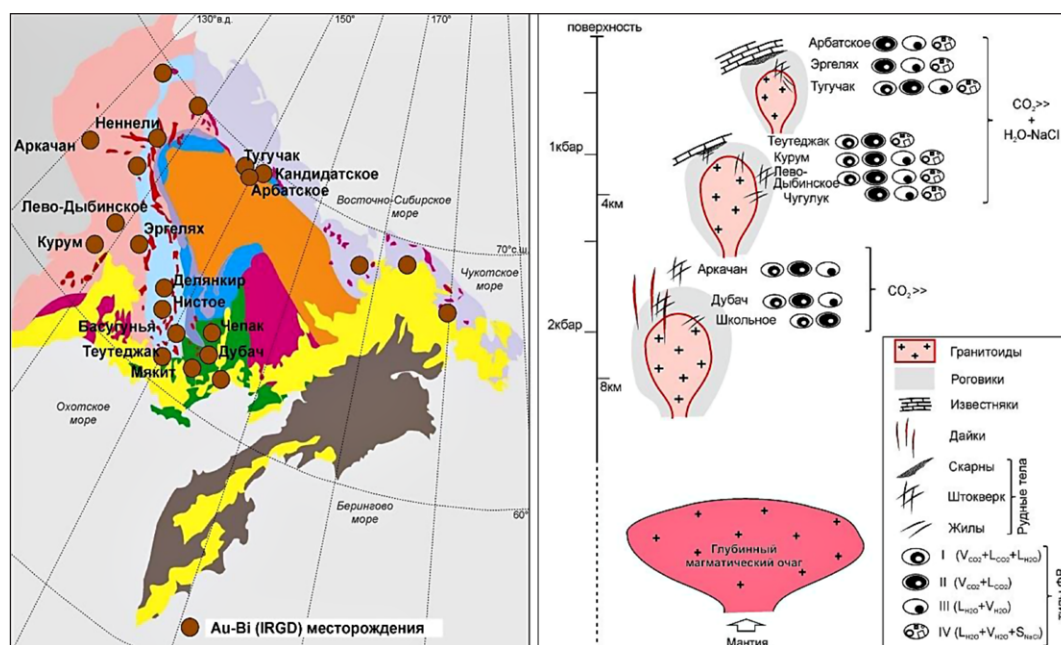 130°в.д.
150°
170°
Неннели
Аркачан
Тугучак
Кандидатское
Арбатское
Восточно-Сибирское
море
Лево-Дыбинское
Эргелях
Курум
70°с.ш.
Чукотское
море
Делянкир
Чистое
Басугунья
Чепак
Теутеджак
Дубач
Мякит
Охотское
море
Берингово
море
60°
Au-Bi (IRGD) месторождения
поверхность
Арбатское
Эргелях
Тугучак
CO2>>
+
H2O-NaCl
1кбар
Теутеджак
Курум
Лево-
Дыбинское
Чугулук
4км
Аркачан
CO2>>
Дубач
Школьное
2кбар
8км
Глубинный
магматический очаг
Мантия
Гранитоиды
Роговики
Известняки
Дайки
Скарны
Штокверк
Жилы
Рудные тела
I (VCO2+LCO2+LH2O)
II (VCO2+LCO2)
III (LH2O+VH2O)
IV (LH2O+VH2O+SNaCl)